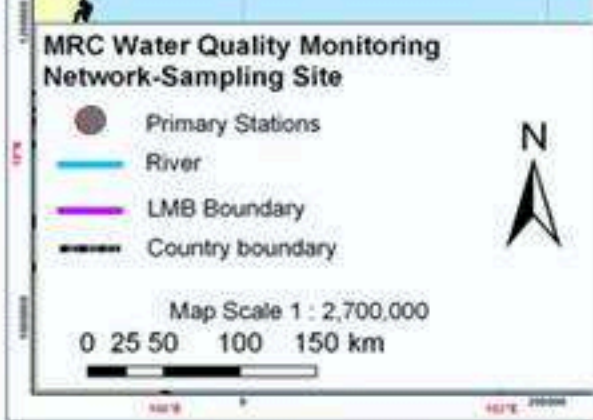 MRC Water Quality Monitoring
Network-Sampling Site
Primary Stations
River
LMB Boundary
Country boundary
N
Map Scale 1 : 2,700,000
0 25 50 100 150 km
0